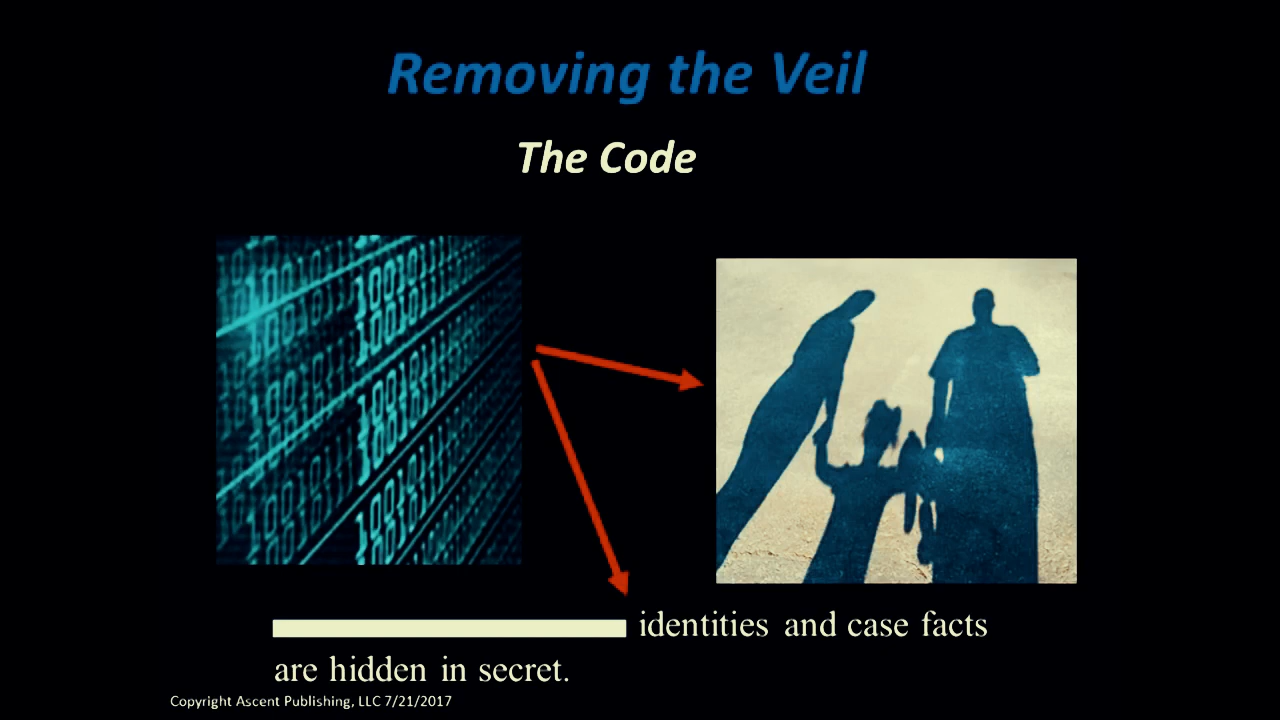 Removing the Veil
The Code
identities and case facts
are hidden in secret.
Copyright Ascent Publishing, LLC 7/21/2017